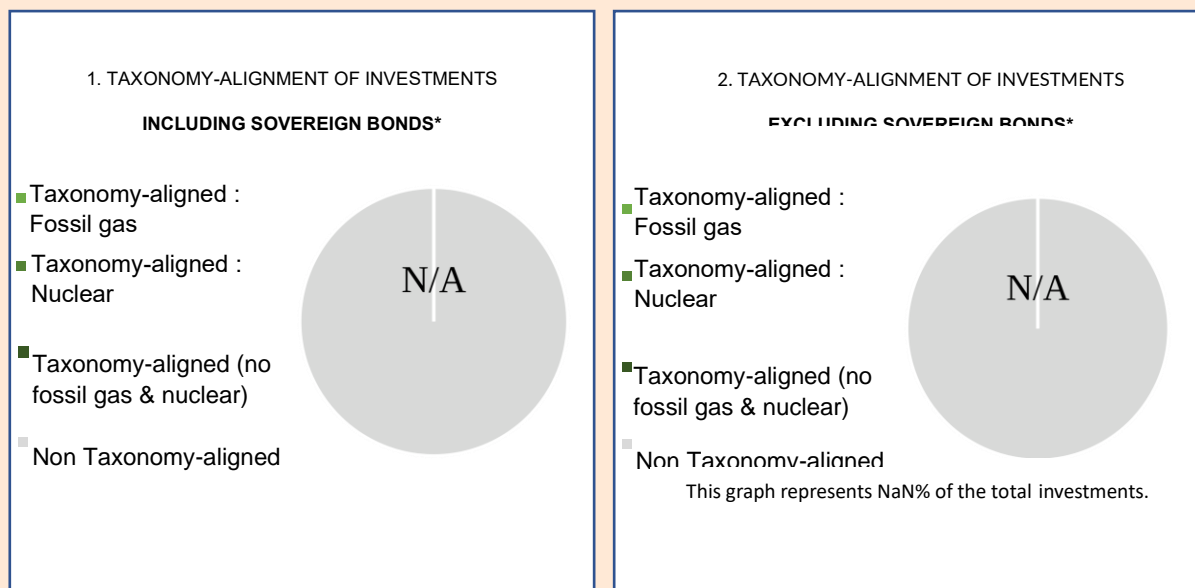 1. TAXONOMY-ALIGNMENT OF INVESTMENTS
INCLUDING SOVEREIGN BONDS*
Taxonomy-aligned :
Fossil gas
Taxonomy-aligned :
Nuclear
Taxonomy-aligned (no
fossil gas & nuclear)
Non Taxonomy-aligned
N/A
2. TAXONOMY-ALIGNMENT OF INVESTMENTS
EXCLUDING SOVEREIGN BONDS*
Taxonomy-aligned :
Fossil gas
Taxonomy-aligned :
Nuclear
Taxonomy-aligned (no
fossil gas & nuclear)
Non Taxonomy-aligned
N/A
This graph represents NaN% of the total investments.